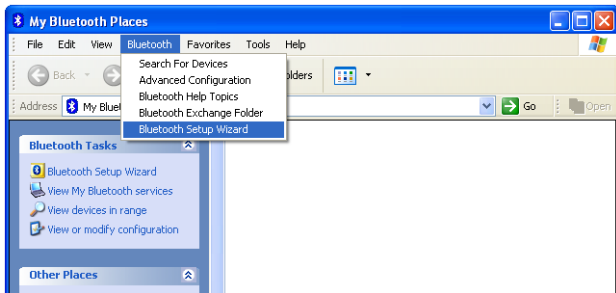 My Bluetooth Places
File Edit View Bluetooth Favorites Tools Help
Search For Devices
Advanced Configuration
Bluetooth Help Topics
Bluetooth Exchange Folder
Bluetooth Setup Wizard
Back
Address My Go Open
Bluetooth Tasks
Bluetooth Setup Wizard
View My Bluetooth services
View devices in range
View or modify configuration
Other Places